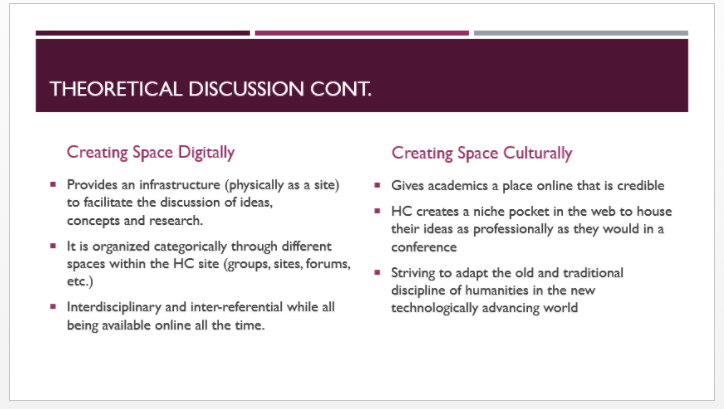 THEORETICAL DISCUSSION CONT.
Creating Space Digitally
Provides an infrastructure (physically as a site)
to facilitate the discussion of ideas,
concepts and research.
It is organized categorically through different
spaces within the HC site (groups, sites, forums,
etc.)
Interdisciplinary and inter-referential while all
being available online all the time.
Creating Space Culturally
Gives academics a place online that is credible
HC creates a niche pocket in the web to house
their ideas as professionally as they would in a
conference
Striving to adapt the old and traditional
discipline of humanities in the new
technologically advancing world